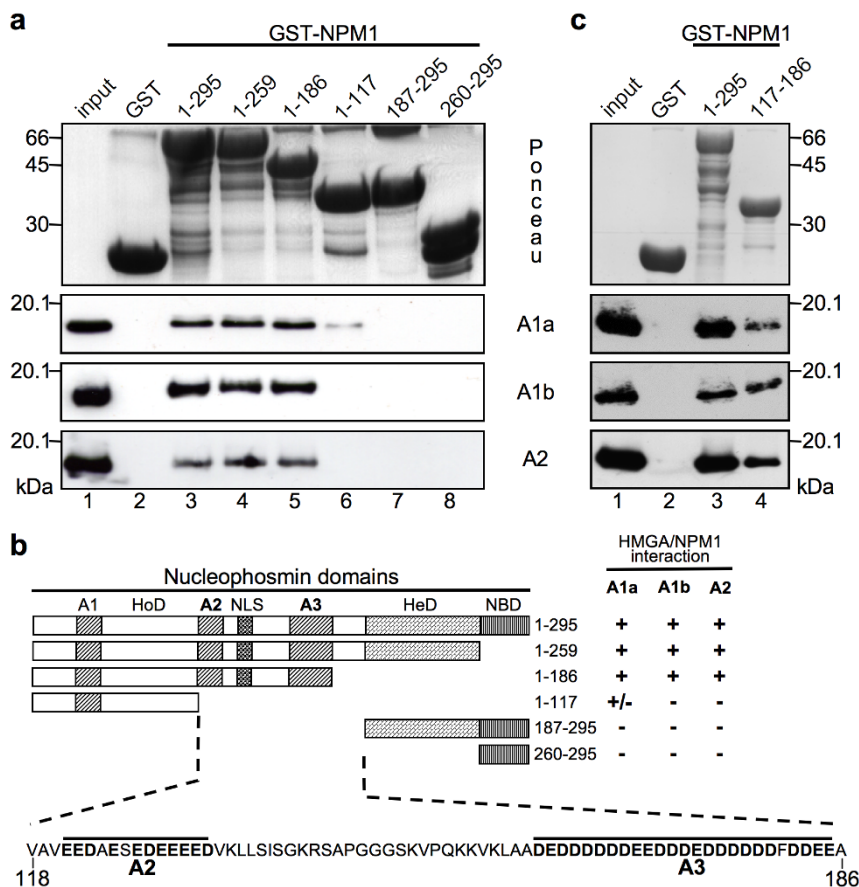 a
GST-NPM1
input GST 1-295 1-259 1-186 1-117 187-295 260-295
66
45
30
20.1
20.1
20.1
kDa
1 2 3 4 5 6 7 8
Ponceau
A1a
A1b
A2
c
GST-NPM1
input GST 1-295 117-186
66
45
30
20.1
20.1
20.1
1 2 3 4 kDa
b
Nucleophosmin domains
A1 HoD A2 NLS A3 HeD NBD
HMGA/NPM1
interaction
A1a A1b A2
1-295 + + +
1-259 + + +
1-186 + + +
1-117 +/- - -
187-295 - - -
260-295 - - -
VAVEEDAESEDEEEEDVKLLSISGKRSAPGGGSKVPQKKVKLAADEDDDDDDEEDDDEDDDDDDFDDEEA
118 A2 A3 186